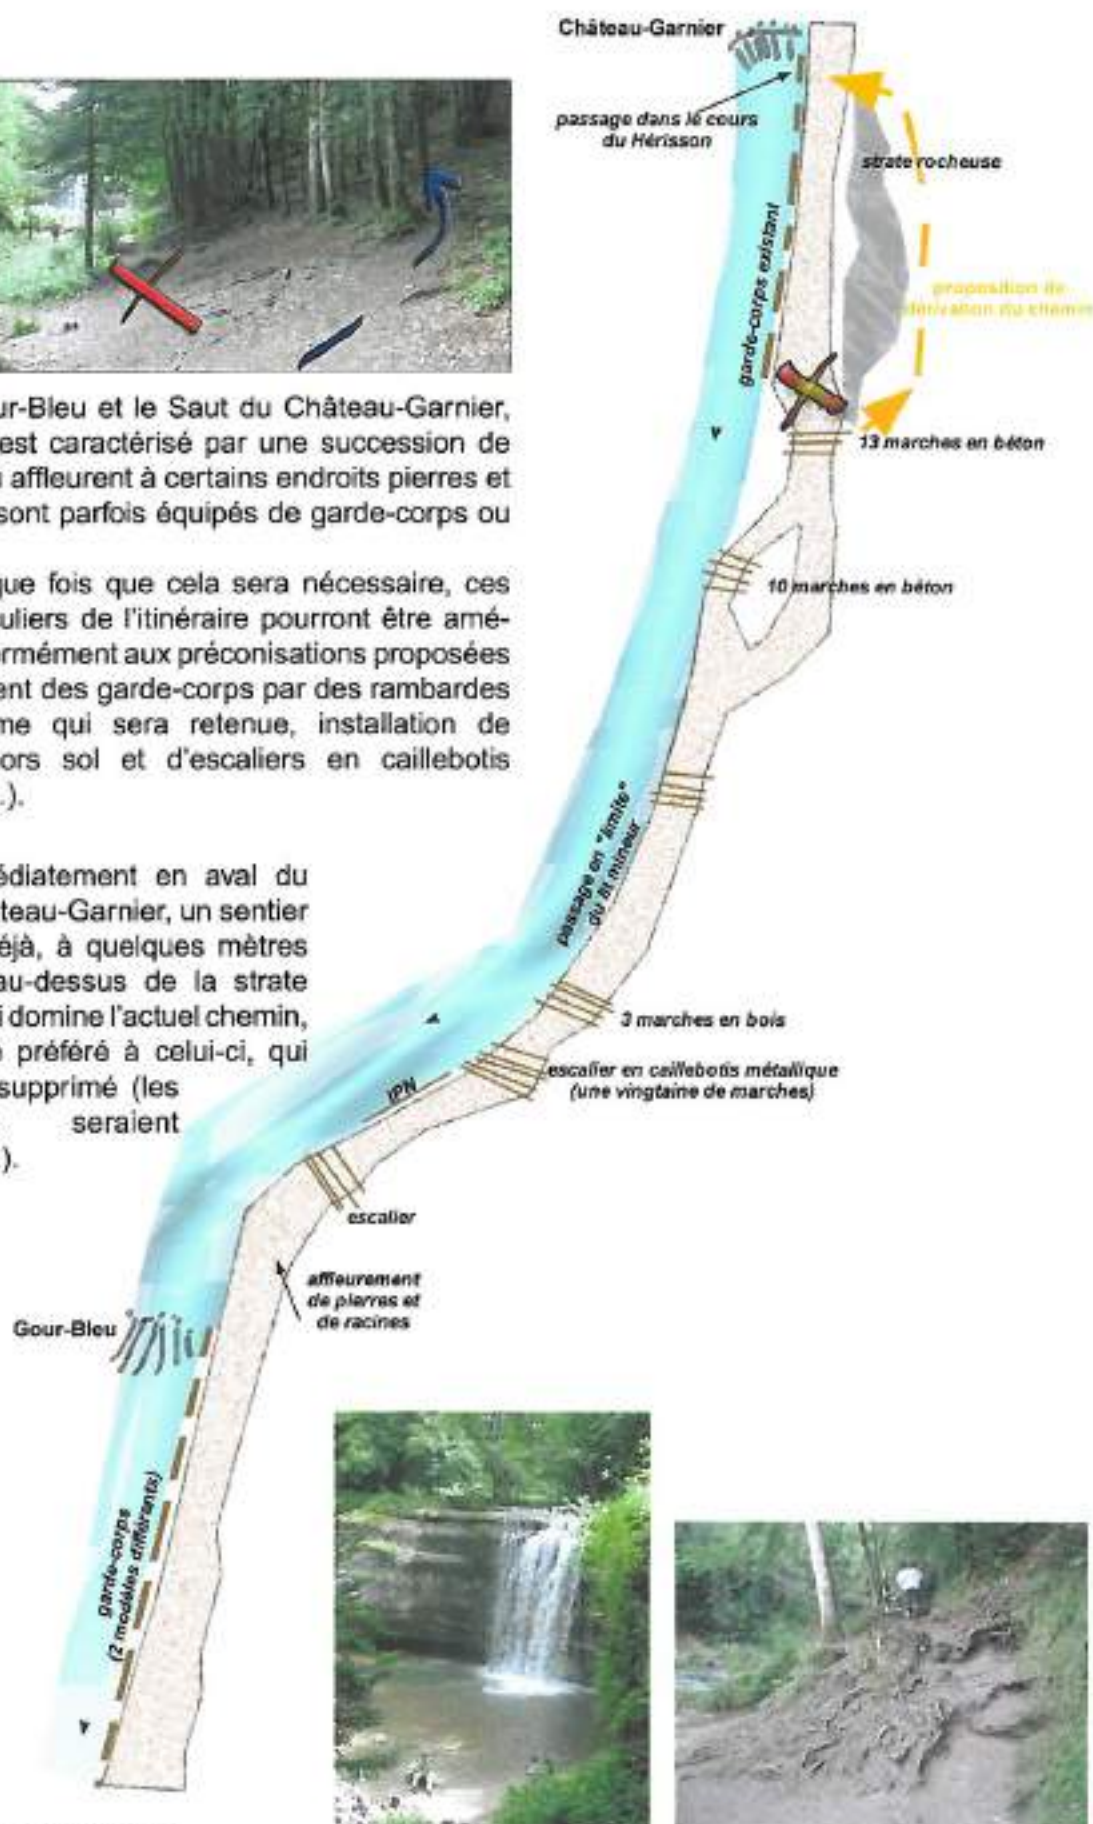 Château-Garnier
passage dans le cours
du Hérisson
strate rocheuse
garde-corps existant
proposition de
dérivation du chemin
13 marches en béton
ur-Bleu et le Saut du Château-Garnier,
est caractérisé par une succession de
u affleurent à certains endroits pierres et
sont parfois équipés de garde-corps ou
10 marches en béton
que fois que cela sera nécessaire, ces
uliers de l'itinéraire pourront être amé-
ormément aux préconisations proposées
ent des garde-corps par des rambardes
me qui sera retenue, installation de
ors sol et d'escaliers en caillebotis
.).
passage en "limite"
du lit mineur
édiatement en aval du
teau-Garnier, un sentier
éjà, à quelques mètres
au-dessus de la strate
i domine l'actuel chemin,
e préféré à celui-ci, qui
supprimé (les
seraient
).
3 marches en bois
escalier en caillebotis métallique
(une vingtaine de marches)
IPN
escalier
affleurement
de pierres et
de racines
Gour-Bleu
garde-corps
(2 modèles différents)